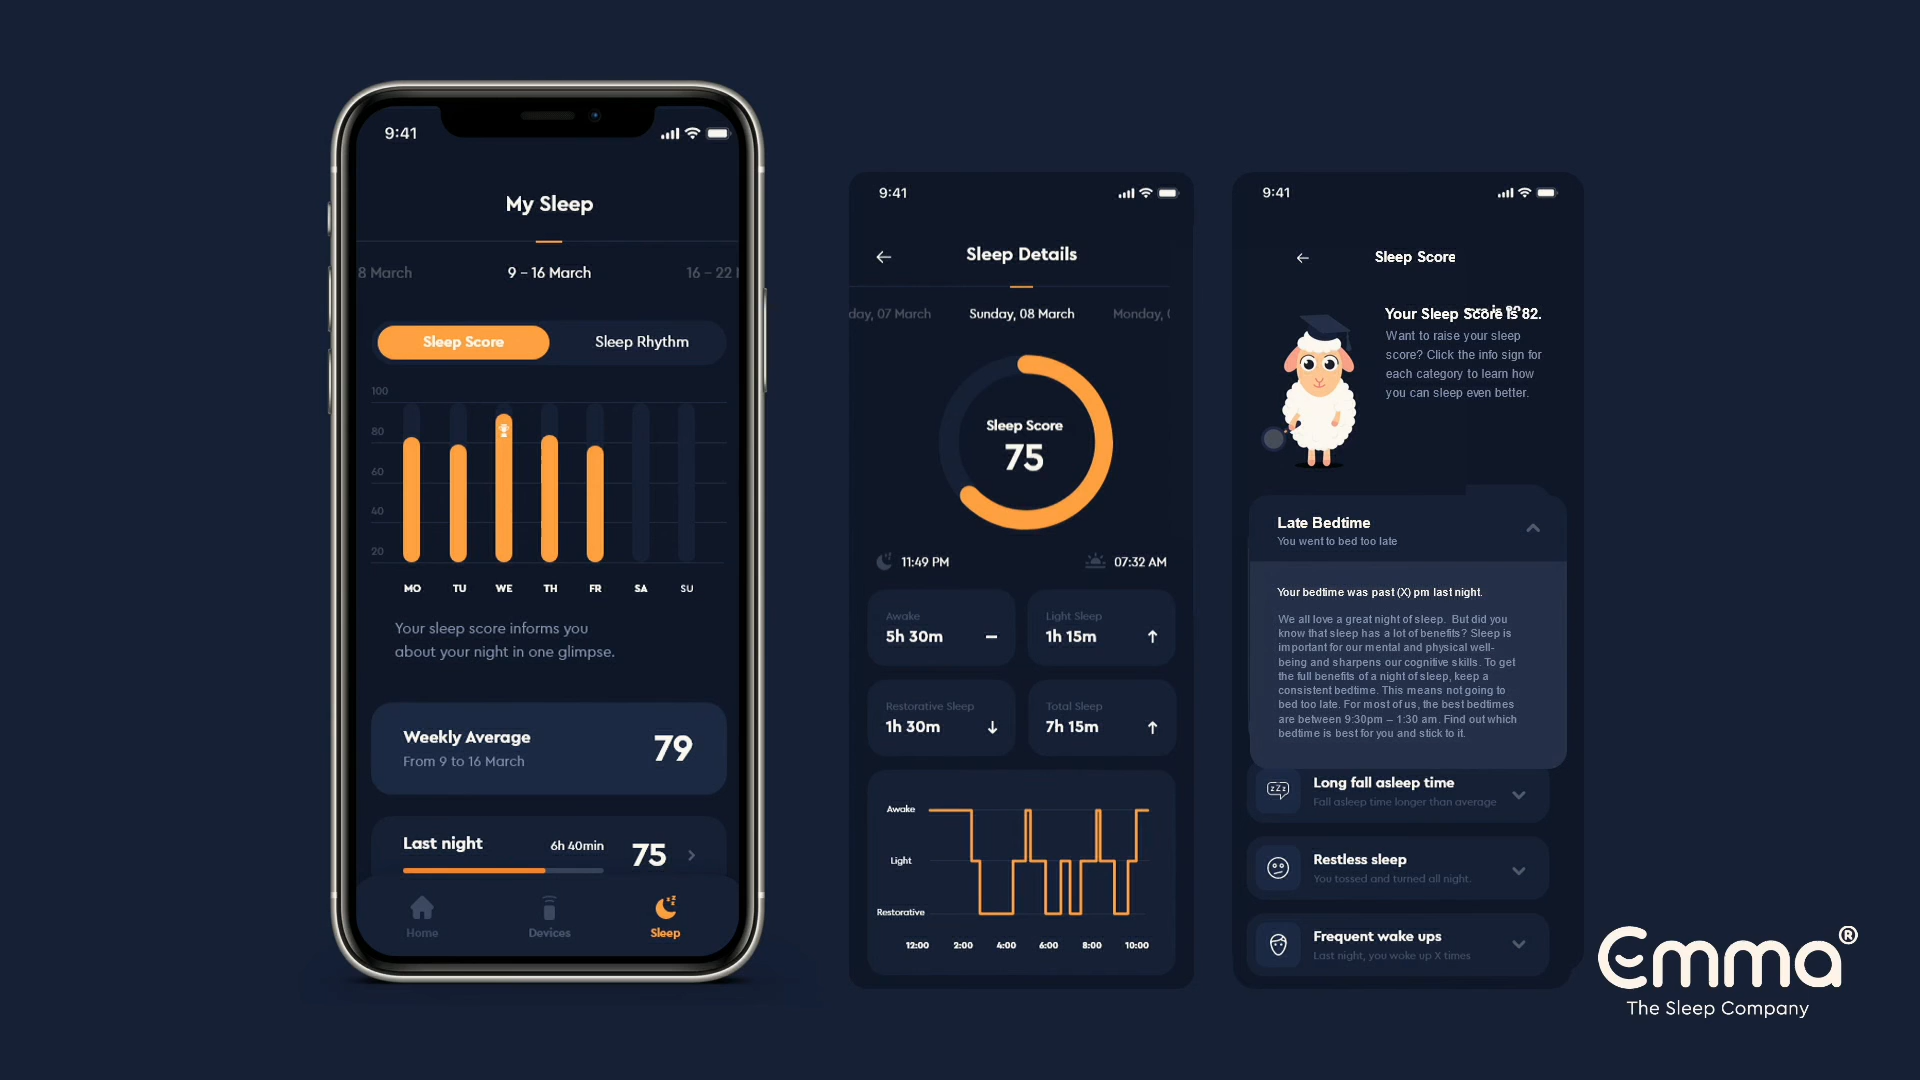 9:41
My Sleep
8 March
9 – 16 March
16 – 22
Sleep Score
Sleep Rhythm
100
80
60
40
20
MO TU WE TH FR SA SU
Your sleep score informs you
about your night in one glimpse.
Weekly Average
From 9 to 16 March
79
Last night
6h 40min
75
Home
Devices
Sleep
9:41
Sleep Details
day, 07 March
Sunday, 08 March
Monday,
Sleep Score
75
11:49 PM
07:32 AM
Awake
5h 30m
Light Sleep
1h 15m
Restorative Sleep
1h 30m
Total Sleep
7h 15m
Awake
Light
Restorative
12:00 2:00 4:00 6:00 8:00 10:00
9:41
Sleep Score
Your Sleep Score is 82.
Want to raise your sleep
score? Click the info sign for
each category to learn how
you can sleep even better.
Late Bedtime
You went to bed too late
Your bedtime was past (X) pm last night.
We all love a great night of sleep. But did you
know that sleep has a lot of benefits? Sleep is
important for our mental and physical well-
being and sharpens our cognitive skills. To get
the full benefits of a night of sleep, keep a
consistent bedtime. This means not going to
bed too late. For most of us, the best bedtimes
are between 9:30pm – 1:30 am. Find out which
bedtime is best for you and stick to it.
zZz
Long fall asleep time
Fall asleep time longer than average
Restless sleep
You tossed and turned all night.
Frequent wake ups
Last night, you woke up X times
Emma®
The Sleep Company